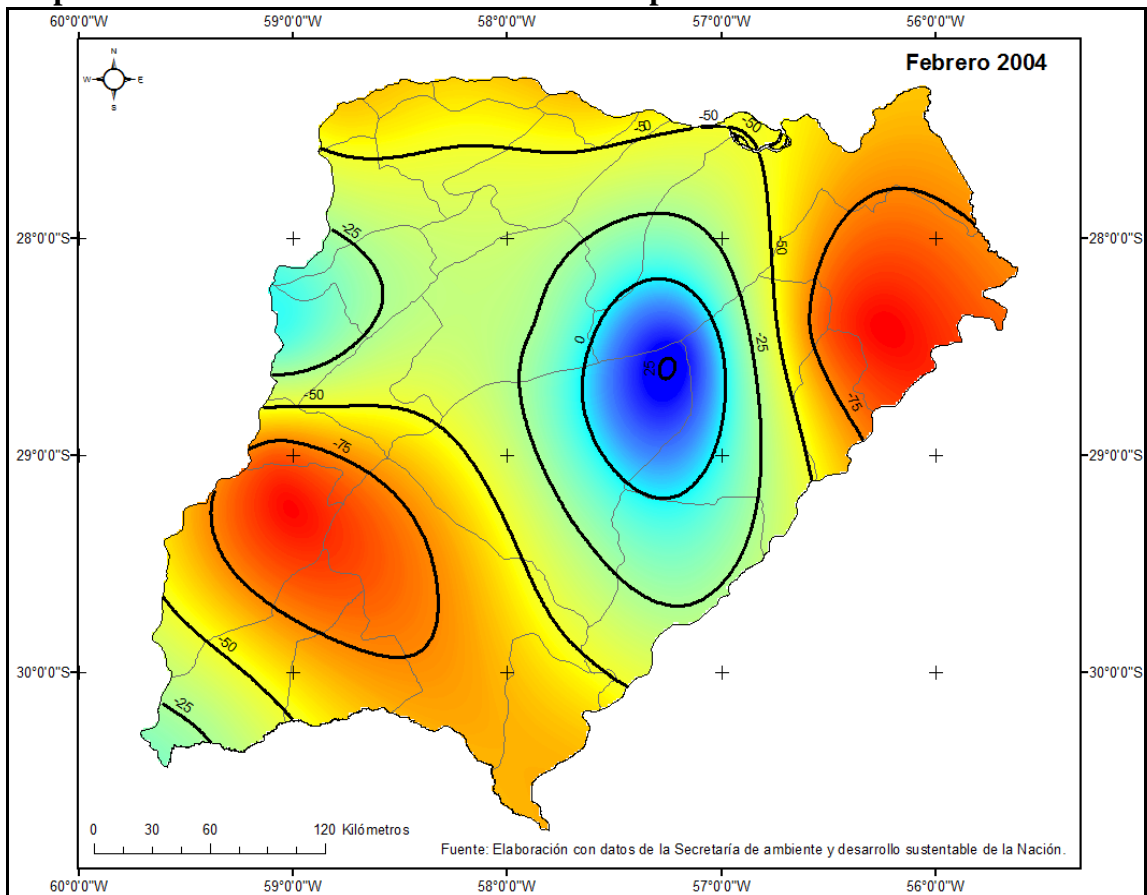 60°0'0"W 59°0'0"W 58°0'0"W 57°0'0"W 56°0'0"W
Febrero 2004
N
W E
S
-50
-50
-50
28°0'0"S 28°0'0"S
-25
-50
0
-25
25
-50
-75
-75
29°0'0"S 29°0'0"S
-50
30°0'0"S 30°0'0"S
-25
0 30 60 120 Kilómetros
Fuente: Elaboración con datos de la Secretaría de ambiente y desarrollo sustentable de la Nación.
60°0'0"W 59°0'0"W 58°0'0"W 57°0'0"W 56°0'0"W